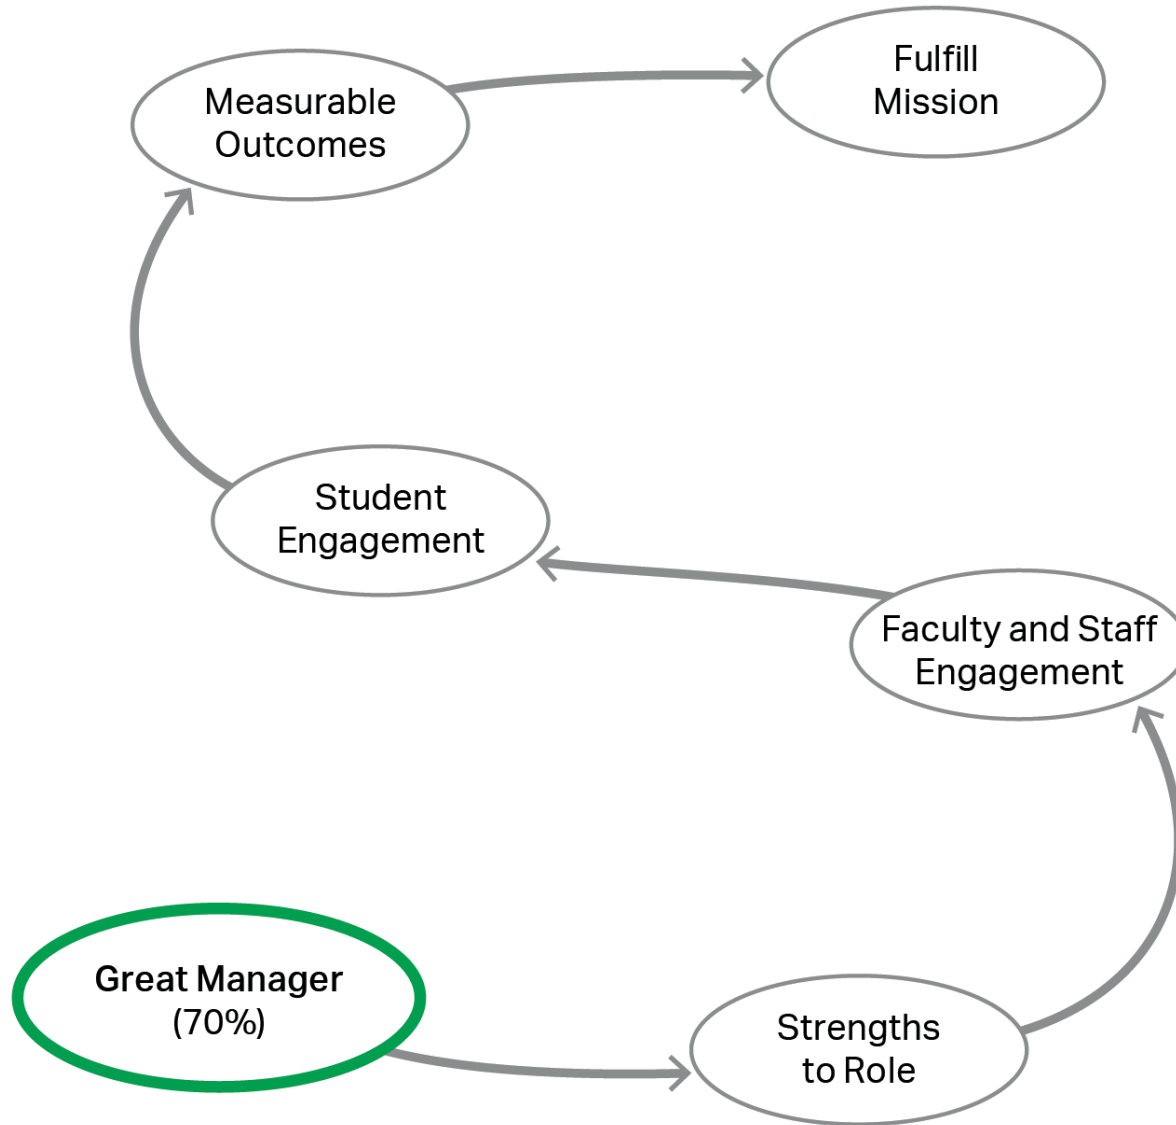 Fulfill
Mission
Measurable
Outcomes
Student
Engagement
Faculty and Staff
Engagement
Great Manager
(70%)
Strengths
to Role